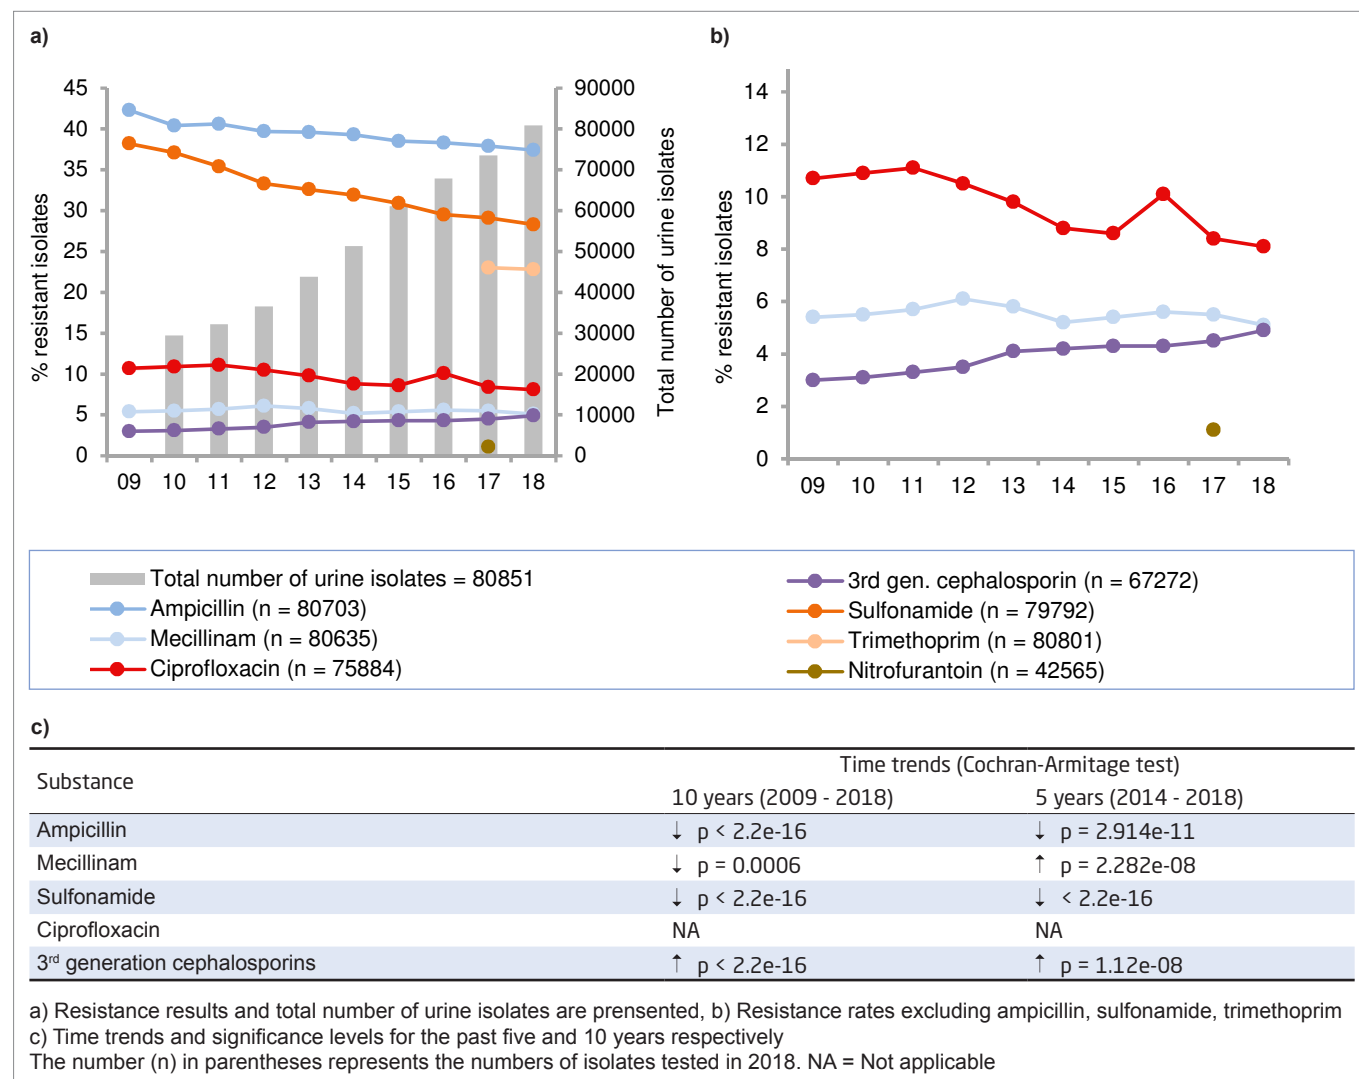 a)
b)
% resistant isolates
45
40
35
30
25
20
15
10
5
0
90000
80000
70000
60000
50000
40000
30000
20000
10000
0
Total number of urine isolates
09 10 11 12 13 14 15 16 17 18
% resistant isolates
14
12
10
8
6
4
2
0
09 10 11 12 13 14 15 16 17 18
Total number of urine isolates = 80851
Ampicillin (n = 80703)
Mecillinam (n = 80635)
Ciprofloxacin (n = 75884)
3rd gen. cephalosporin (n = 67272)
Sulfonamide (n = 79792)
Trimethoprim (n = 80801)
Nitrofurantoin (n = 42565)
c)
Substance Time trends (Cochran-Armitage test)
10 years (2009 - 2018) 5 years (2014 - 2018)
Ampicillin ↓ p < 2.2e-16 ↓ p = 2.914e-11
Mecillinam ↓ p = 0.0006 ↑ p = 2.282e-08
Sulfonamide ↓ p < 2.2e-16 ↓ < 2.2e-16
Ciprofloxacin NA NA
3rd generation cephalosporins ↑ p < 2.2e-16 ↑ p = 1.12e-08
a) Resistance results and total number of urine isolates are prensented, b) Resistance rates excluding ampicillin, sulfonamide, trimethoprim
c) Time trends and significance levels for the past five and 10 years respectively
The number (n) in parentheses represents the numbers of isolates tested in 2018. NA = Not applicable